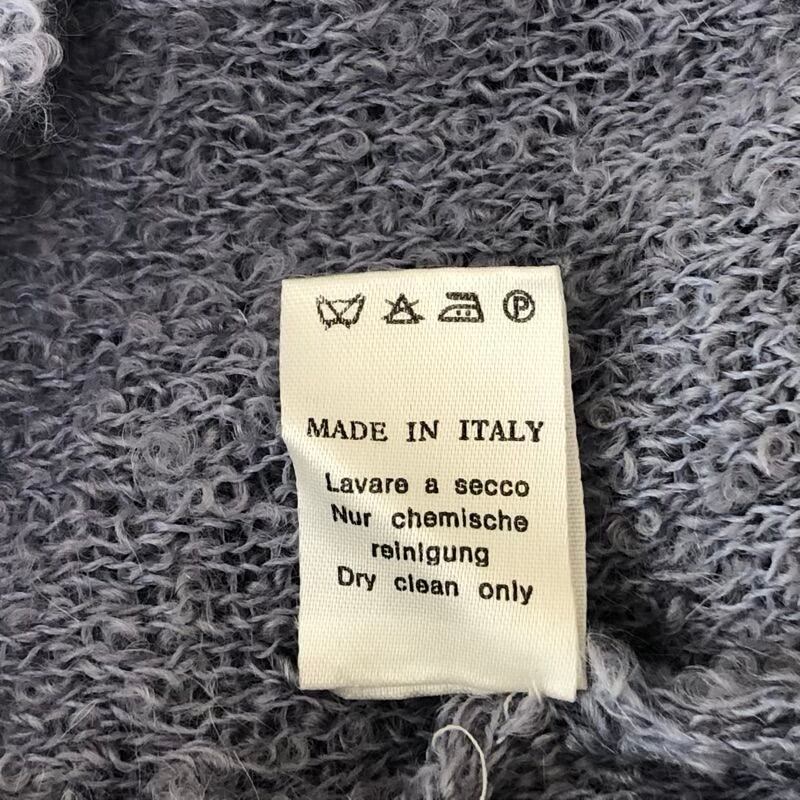 P
MADE IN ITALY
Lavare a secco
Nur chemische
reinigung
Dry clean only